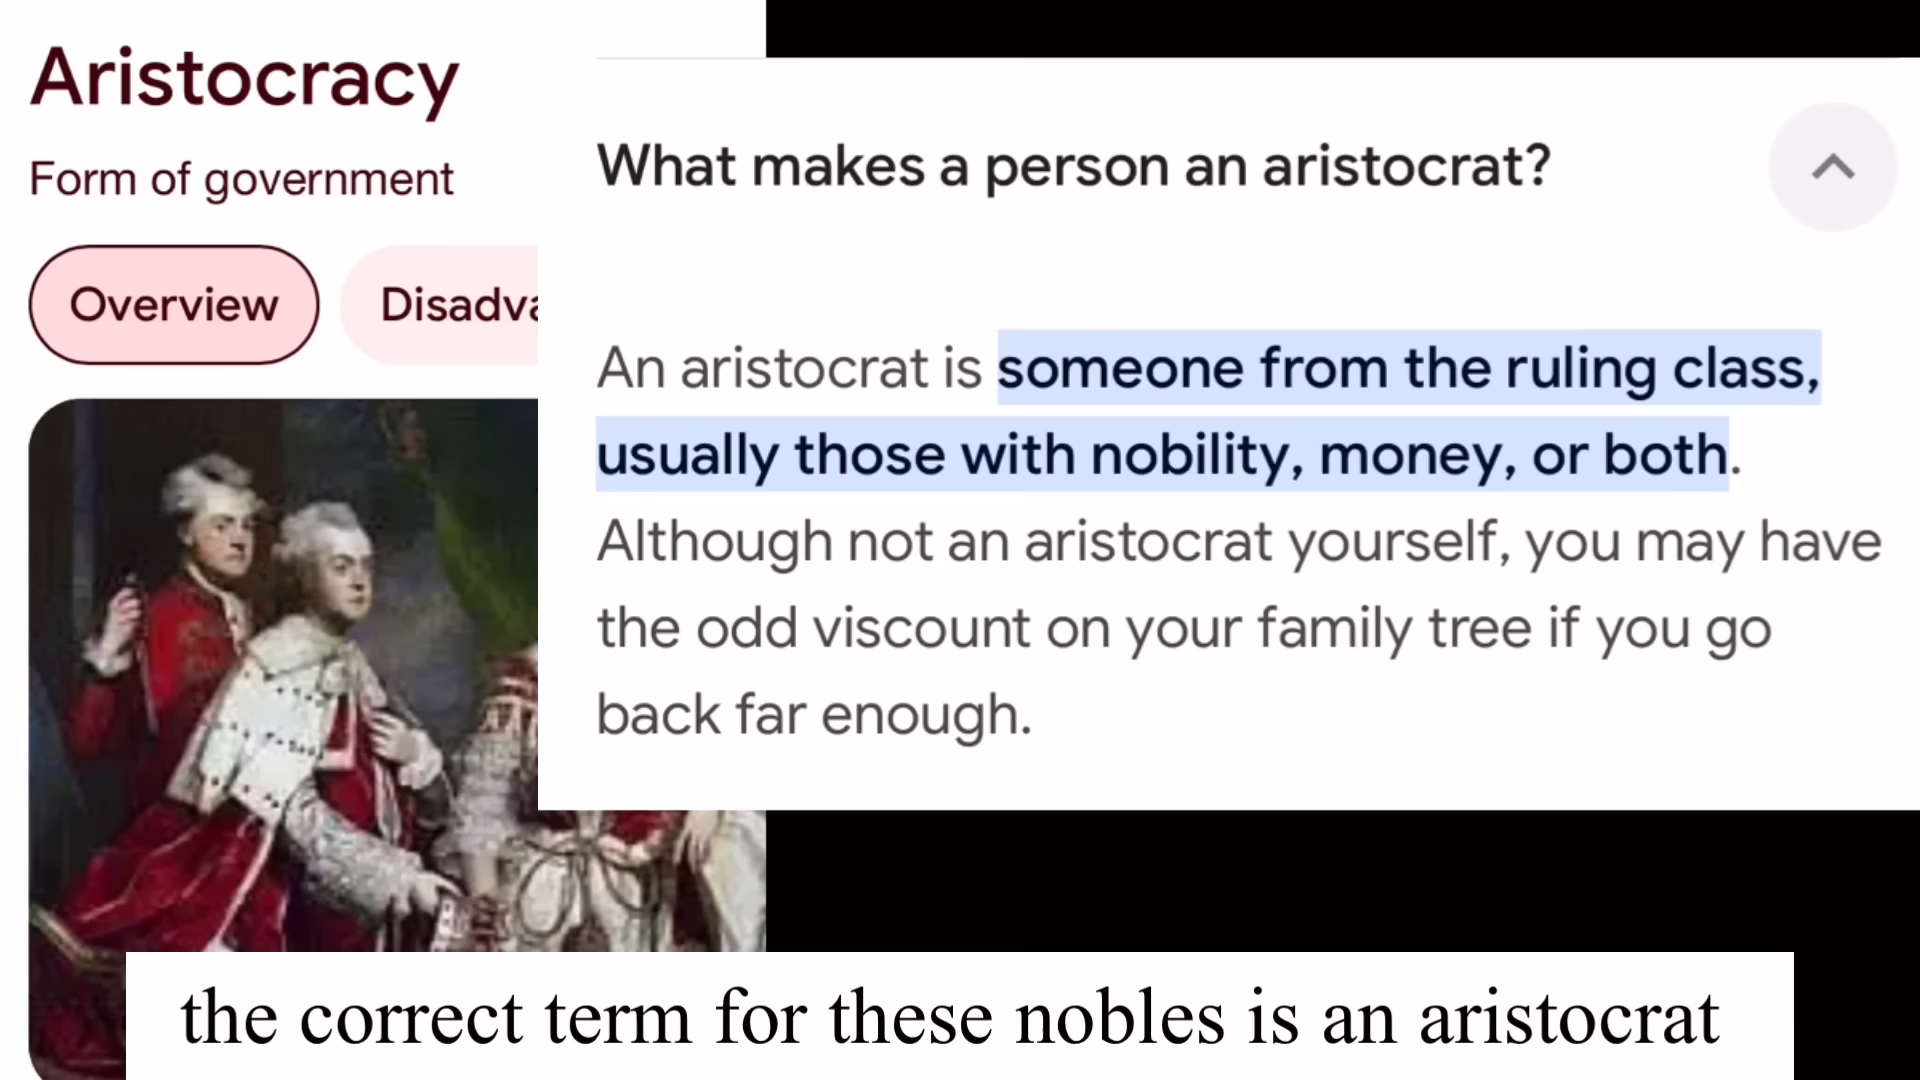 Aristocracy
Form of government
Overview
What makes a person an aristocrat?
An aristocrat is someone from the ruling class,
usually those with nobility, money, or both.
Although not an aristocrat yourself, you may have
the odd viscount on your family tree if you go
back far enough.
the correct term for these nobles is an aristocrat